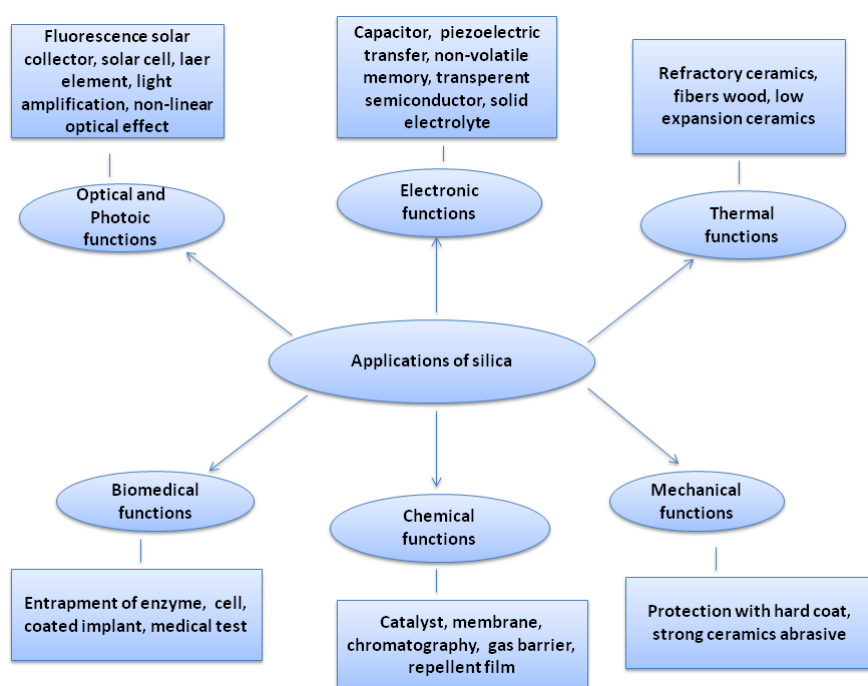 Fluorescence solar
collector, solar cell, laer
element, light
amplification, non-linear
optical effect
Capacitor, piezoelectric
transfer, non-volatile
memory, transperent
semiconductor, solid
electrolyte
Refractory ceramics,
fibers wood, low
expansion ceramics
Optical and
Photoic
functions
Electronic
functions
Thermal
functions
Applications of silica
Biomedical
functions
Chemical
functions
Mechanical
functions
Entrapment of enzyme, cell,
coated implant, medical test
Catalyst, membrane,
chromatography, gas barrier,
repellent film
Protection with hard coat,
strong ceramics abrasive